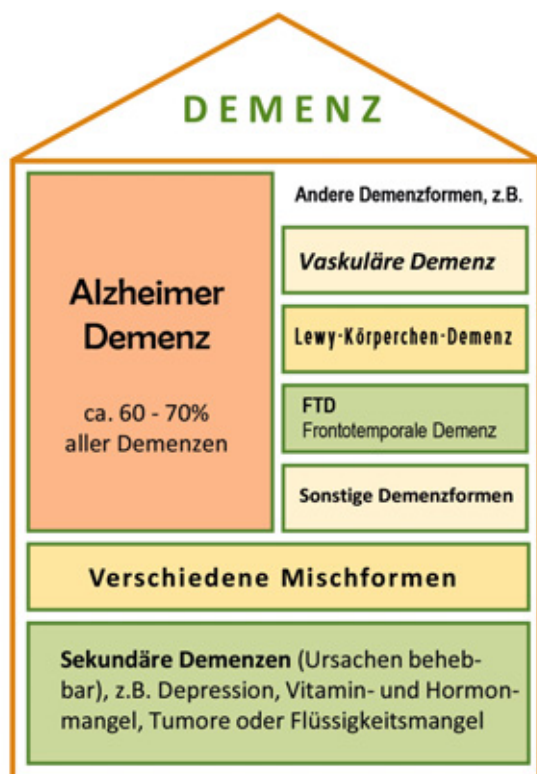 DEMENZ
Alzheimer
Demenz
ca. 60 - 70%
aller Demenzen
Andere Demenzformen, z.B.
Vaskuläre Demenz
Lewy-Körperchen-Demenz
FTD
Frontotemporale Demenz
Sonstige Demenzformen
Verschiedene Mischformen
Sekundäre Demenzen (Ursachen beheb-
bar), z.B. Depression, Vitamin- und Hormon-
mangel, Tumore oder Flüssigkeitsmangel